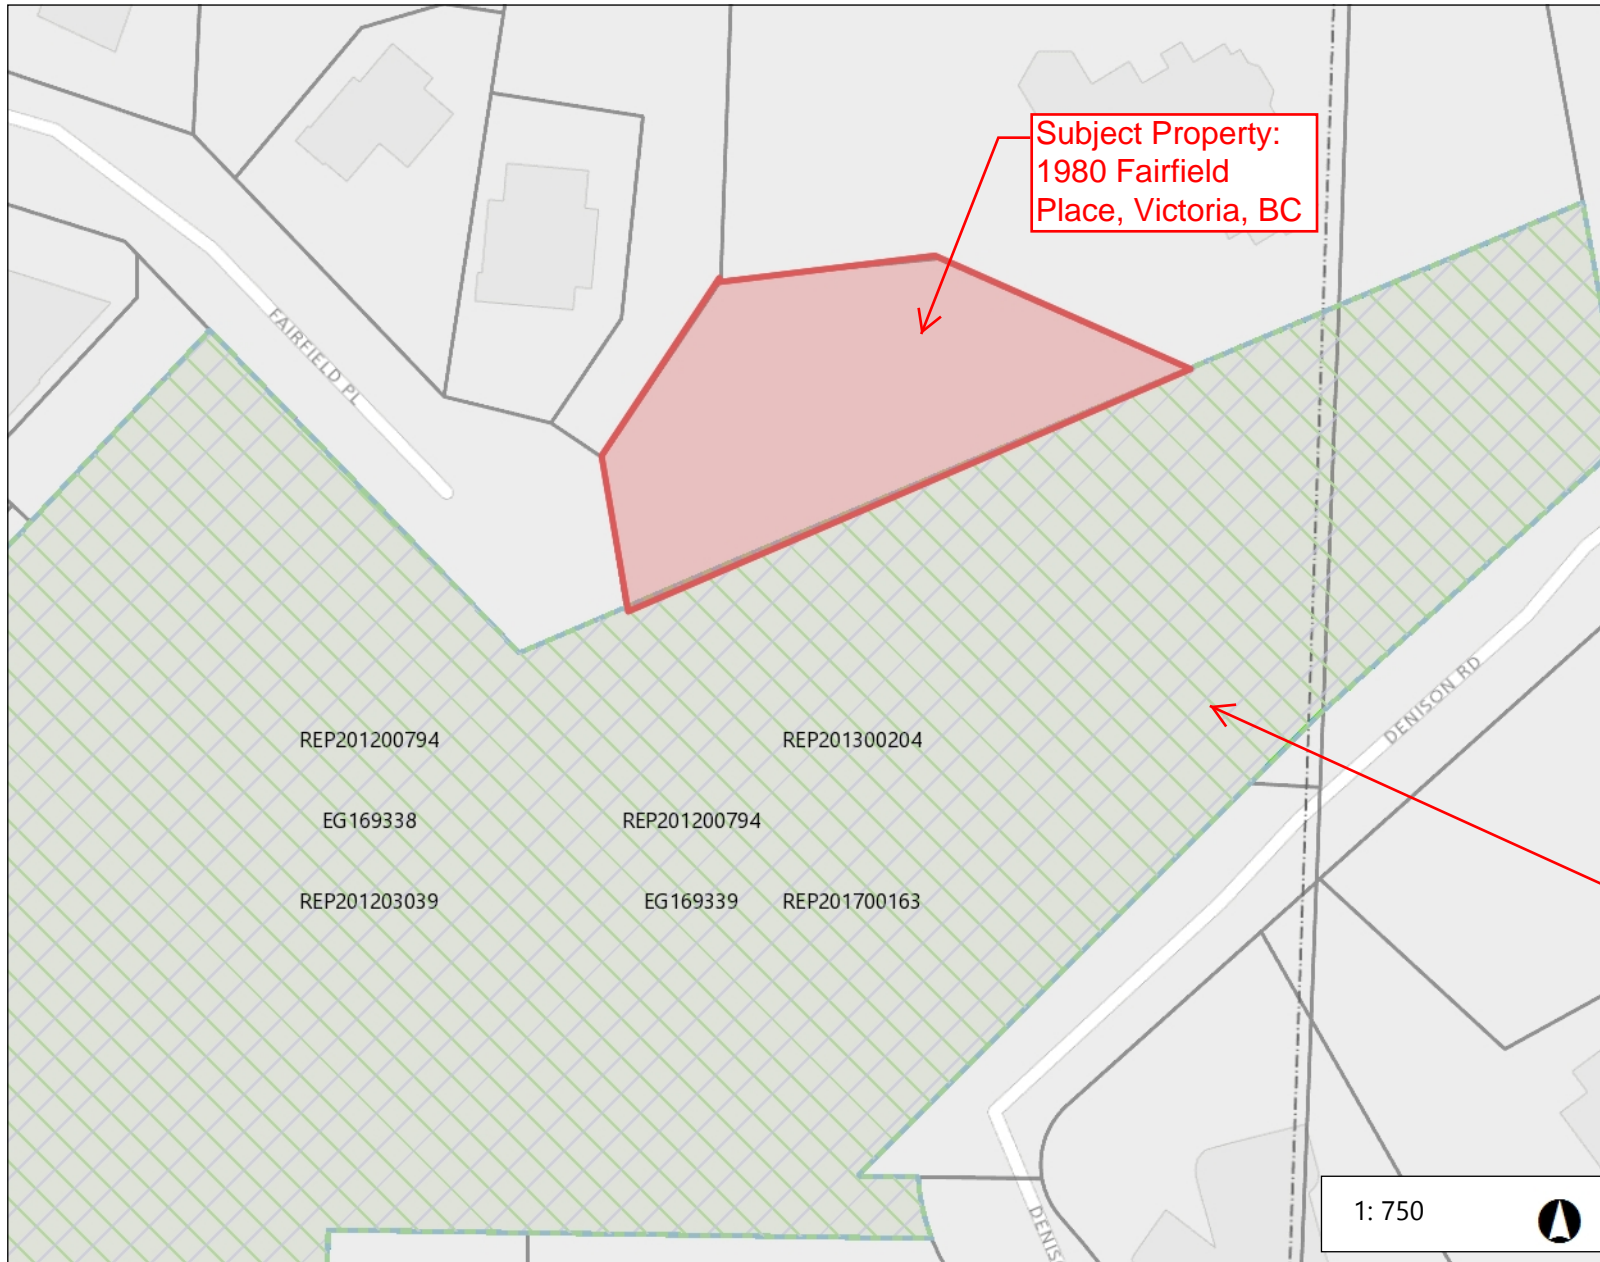 Subject Property:
1980 Fairfield
Place, Victoria, BC
FAIRFIELD PL
DENISON RD
REP201200794
REP201300204
EG169338
REP201200794
REP201203039
EG169339
REP201700163
1: 750